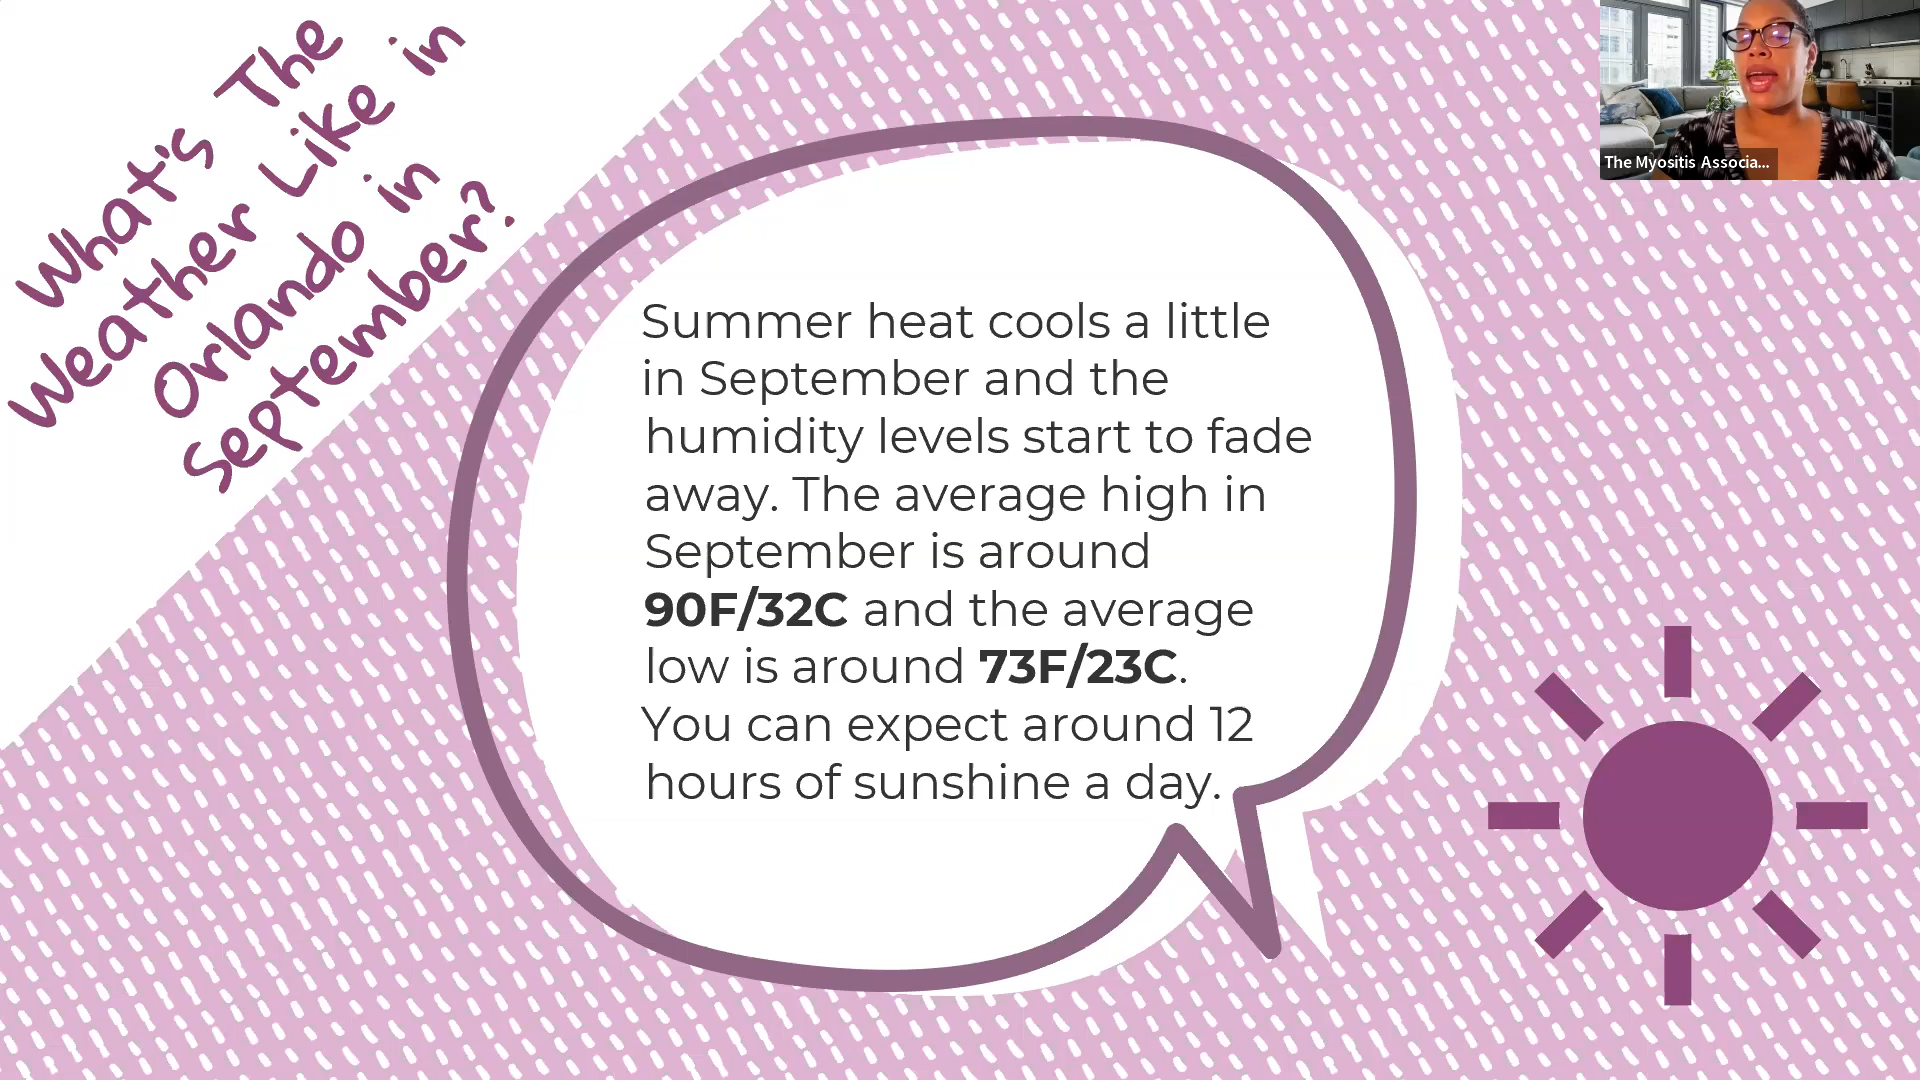 What's The
Weather Like in
Orlando in
September?
Summer heat cools a little
in September and the
humidity levels start to fade
away. The average high in
September is around
90F/32C and the average
low is around 73F/23C.
You can expect around 12
hours of sunshine a day.
The Myositis Associa...